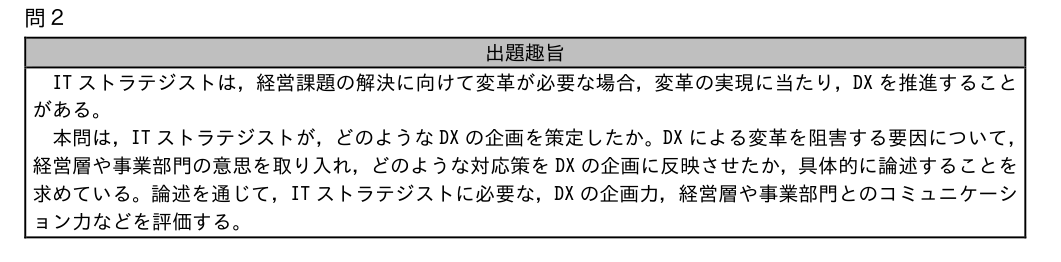 問２
出題趣旨
IT ストラテジストは，経営課題の解決に向けて変革が必要な場合，変革の実現に当たり，DX を推進すること
がある。
本問は，IT ストラテジストが，どのような DX の企画を策定したか。DX による変革を阻害する要因について，
経営層や事業部門の意思を取り入れ，どのような対応策を DX の企画に反映させたか，具体的に論述することを
求めている。論述を通じて，IT ストラテジストに必要な，DX の企画力，経営層や事業部門とのコミュニケーシ
ョン力などを評価する。